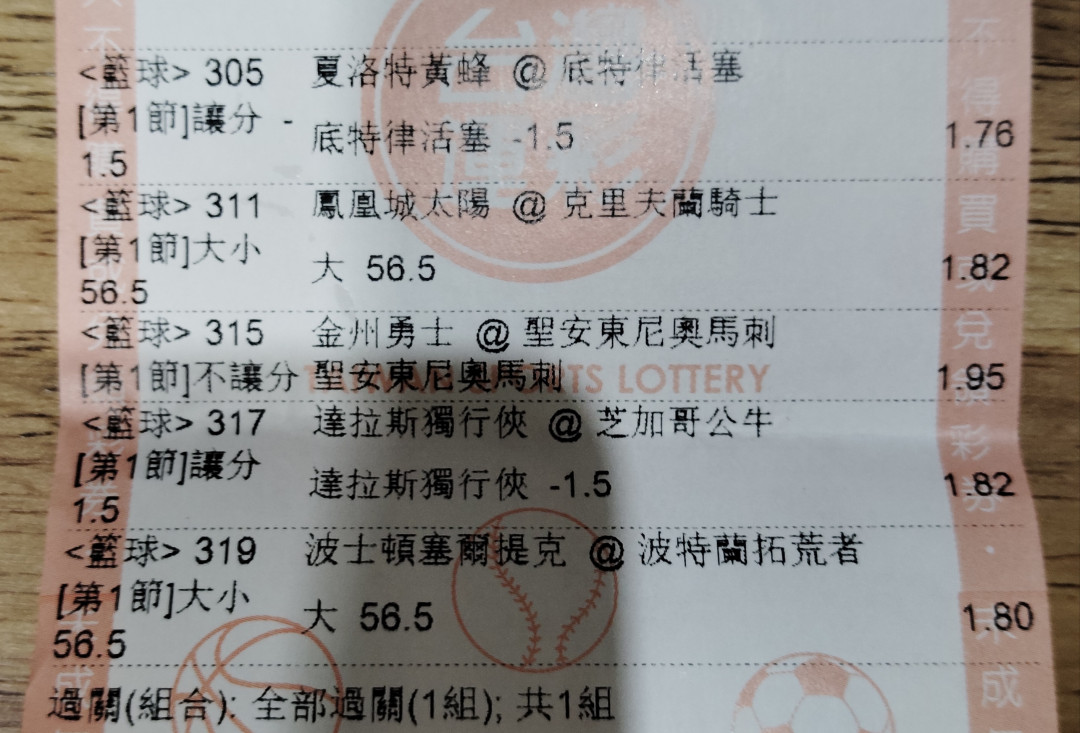 <籃球> 305 夏洛特黃蜂 @ 底特律活塞
[第1節]讓分 -
1.5
底特律活塞 -1.5 1.76
<籃球> 311 鳳凰城太陽 @ 克里夫蘭騎士
[第1節]大小
56.5
大 56.5 1.82
<籃球> 315 金州勇士 @ 聖安東尼奧馬刺
[第1節]不讓分 聖安東尼奧馬刺 1.95
<籃球> 317 達拉斯獨行俠 @ 芝加哥公牛
[第1節]讓分
1.5
達拉斯獨行俠 -1.5 1.82
<籃球> 319 波士頓塞爾提克 @ 波特蘭拓荒者
[第1節]大小
56.5
大 56.5 1.80
過關(組合): 全部過關(1組); 共1組
台灣
運彩
LOTTERY
不得購買或兌
彩券